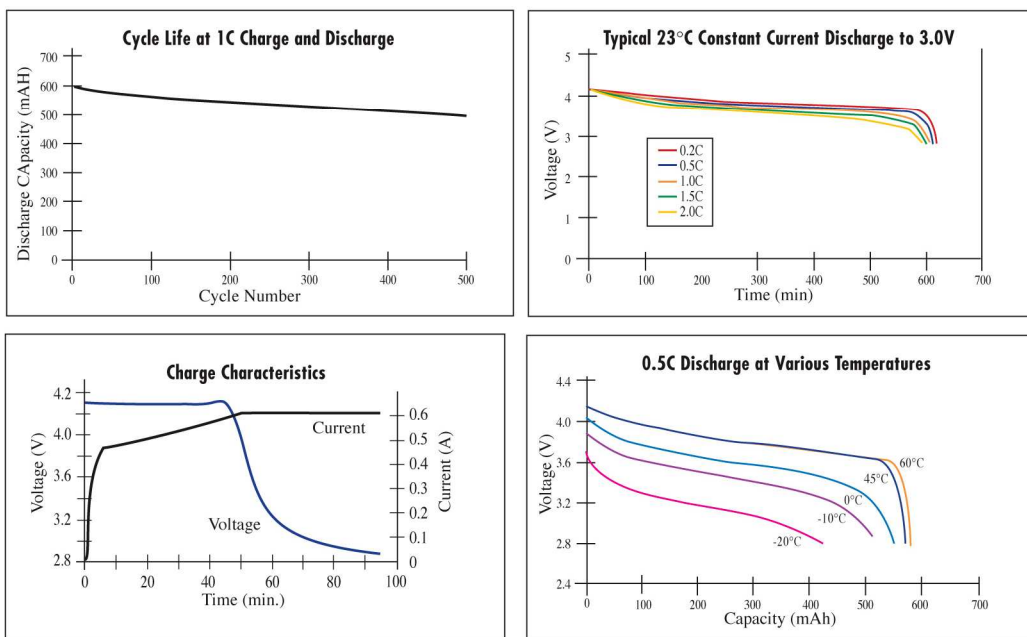 Cycle Life at 1C Charge and Discharge
700
600
500
400
300
200
100
0
Discharge CApacity (mAH)
0 100 200 300 400 500
Cycle Number
Typical 23°C Constant Current Discharge to 3.0V
5
4
3
2
1
0
Voltage (V)
0.2C
0.5C
1.0C
1.5C
2.0C
0 100 200 300 400 500 600 700
Time (min)
Charge Characteristics
4.2
4.0
3.6
3.2
2.8
Voltage (V)
Current
Voltage
0.6
0.5
0.4
0.3
0.2
0.1
0
Current (A)
0 20 40 60 80 100
Time (min.)
0.5C Discharge at Various Temperatures
4.4
4.0
3.6
3.2
2.8
2.4
Voltage (V)
60°C
45°C
0°C
-10°C
-20°C
0 100 200 300 400 500 600 700
Capacity (mAh)